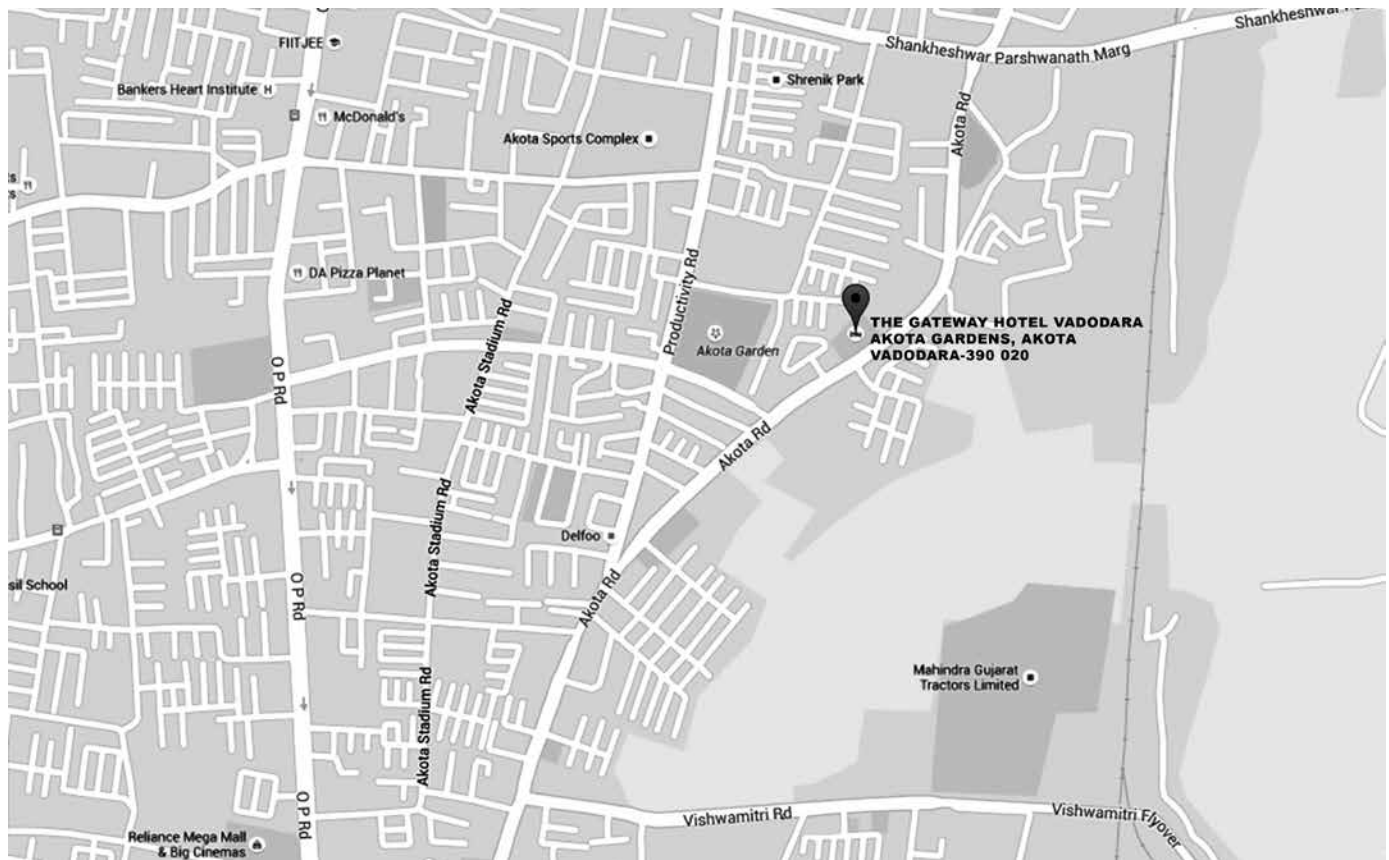 Shankheshwar
FIITJEE
Shankheshwar Parshwanath Marg
Bankers Heart Institute H
Shrenik Park
McDonald's
Akota Sports Complex
Akota Rd
DA Pizza Planet
Productivity Rd
THE GATEWAY HOTEL VADODARA
AKOTA GARDENS, AKOTA
VADODARA-390 020
Akota Garden
Akota Stadium Rd
O P Rd
Akota Rd
Akota Stadium Rd
Delfoo
sil School
O P Rd
Akota Rd
Mahindra Gujarat
Tractors Limited
Akota Stadium Rd
O P Rd
Vishwamitri Rd
Vishwamitri Flyover
Reliance Mega Mall
& Big Cinemas